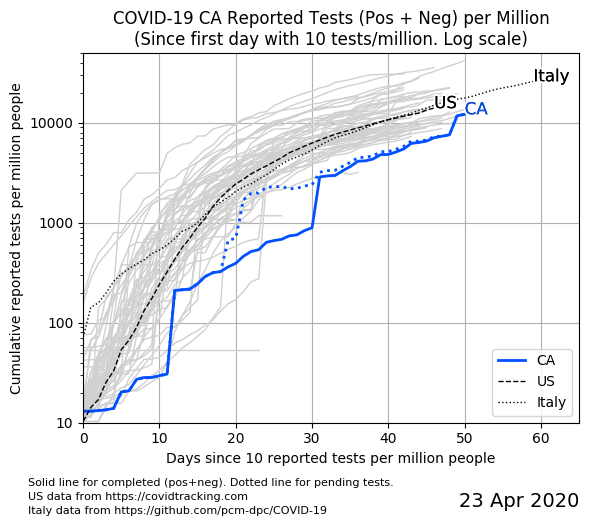 COVID-19 CA Reported Tests (Pos + Neg) per Million
(Since first day with 10 tests/million. Log scale)
Cumulative reported tests per million people
10000
1000
100
10
Italy
US
CA
CA
US
Italy
0 10 20 30 40 50 60
Days since 10 reported tests per million people
Solid line for completed (pos+neg). Dotted line for pending tests.
US data from https://covidtracking.com
Italy data from https://github.com/pcm-dpc/COVID-19
23 Apr 2020